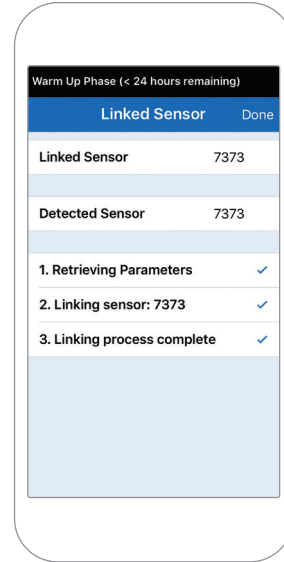 Warm Up Phase (< 24 hours remaining)
Linked Sensor Done
Linked Sensor 7373
Detected Sensor 7373
1. Retrieving Parameters ✓
2. Linking sensor: 7373 ✓
3. Linking process complete ✓